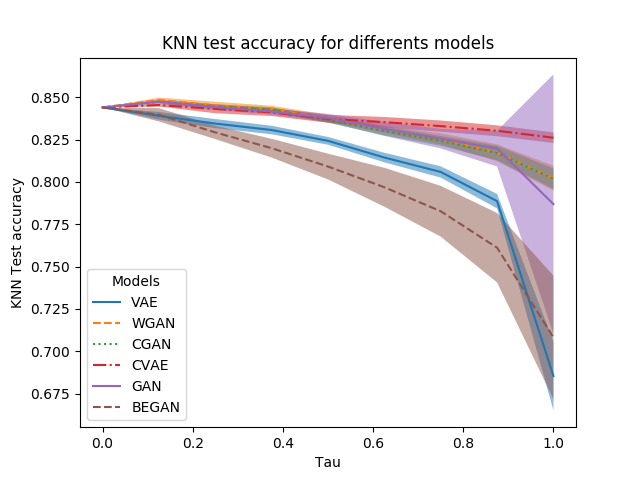 KNN test accuracy for differents models
KNN Test accuracy
0.850
0.825
0.800
0.775
0.750
0.725
0.700
0.675
Models
VAE
WGAN
CGAN
CVAE
GAN
BEGAN
0.0 0.2 0.4 0.6 0.8 1.0
Tau